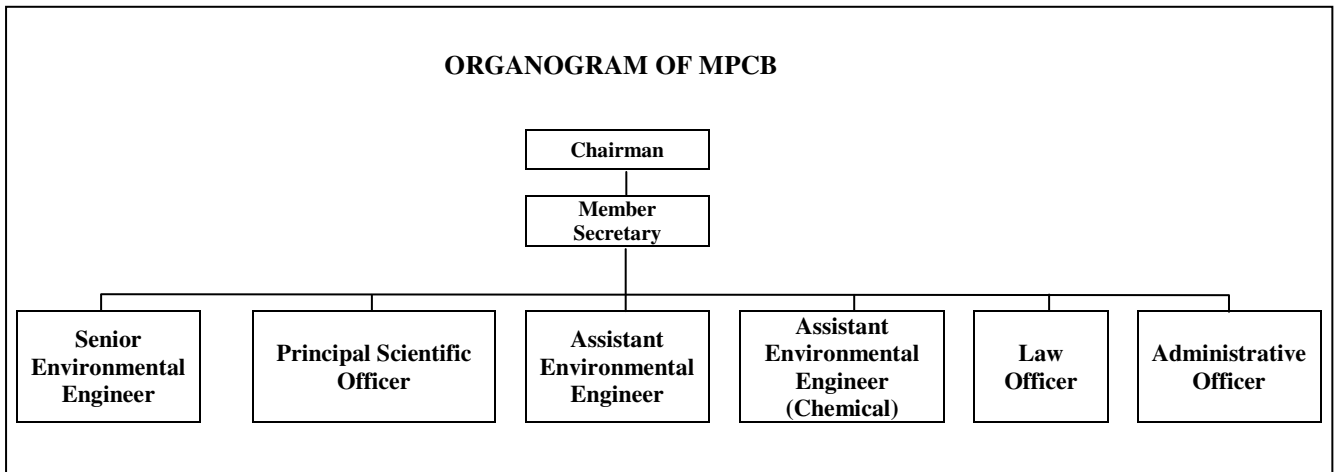 ORGANOGRAM OF MPCB
Chairman
Member
Secretary
Senior
Environmental
Engineer
Principal Scientific
Officer
Assistant
Environmental
Engineer
Assistant
Environmental
Engineer
(Chemical)
Law
Officer
Administrative
Officer